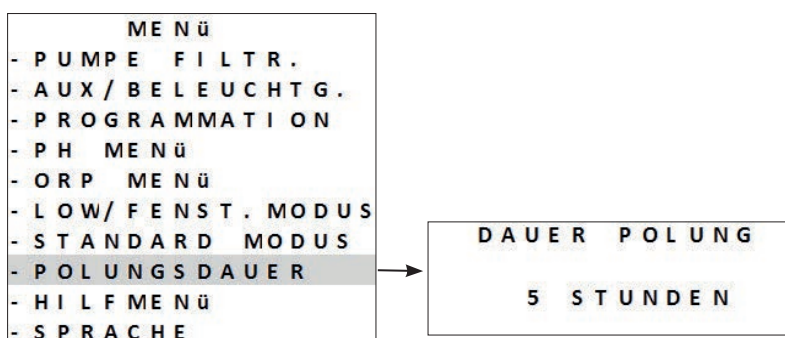 MENü
- PUMPE FILTR.
- AUX/BELEUCHTG.
- PROGRAMMATION
- PH MENü
- ORP MENü
- LOW/FENST.MODUS
- STANDARD MODUS
- POLUNGSDAUER
- HILFMENü
- SPRACHE
DAUER POLUNG
5 STUNDEN